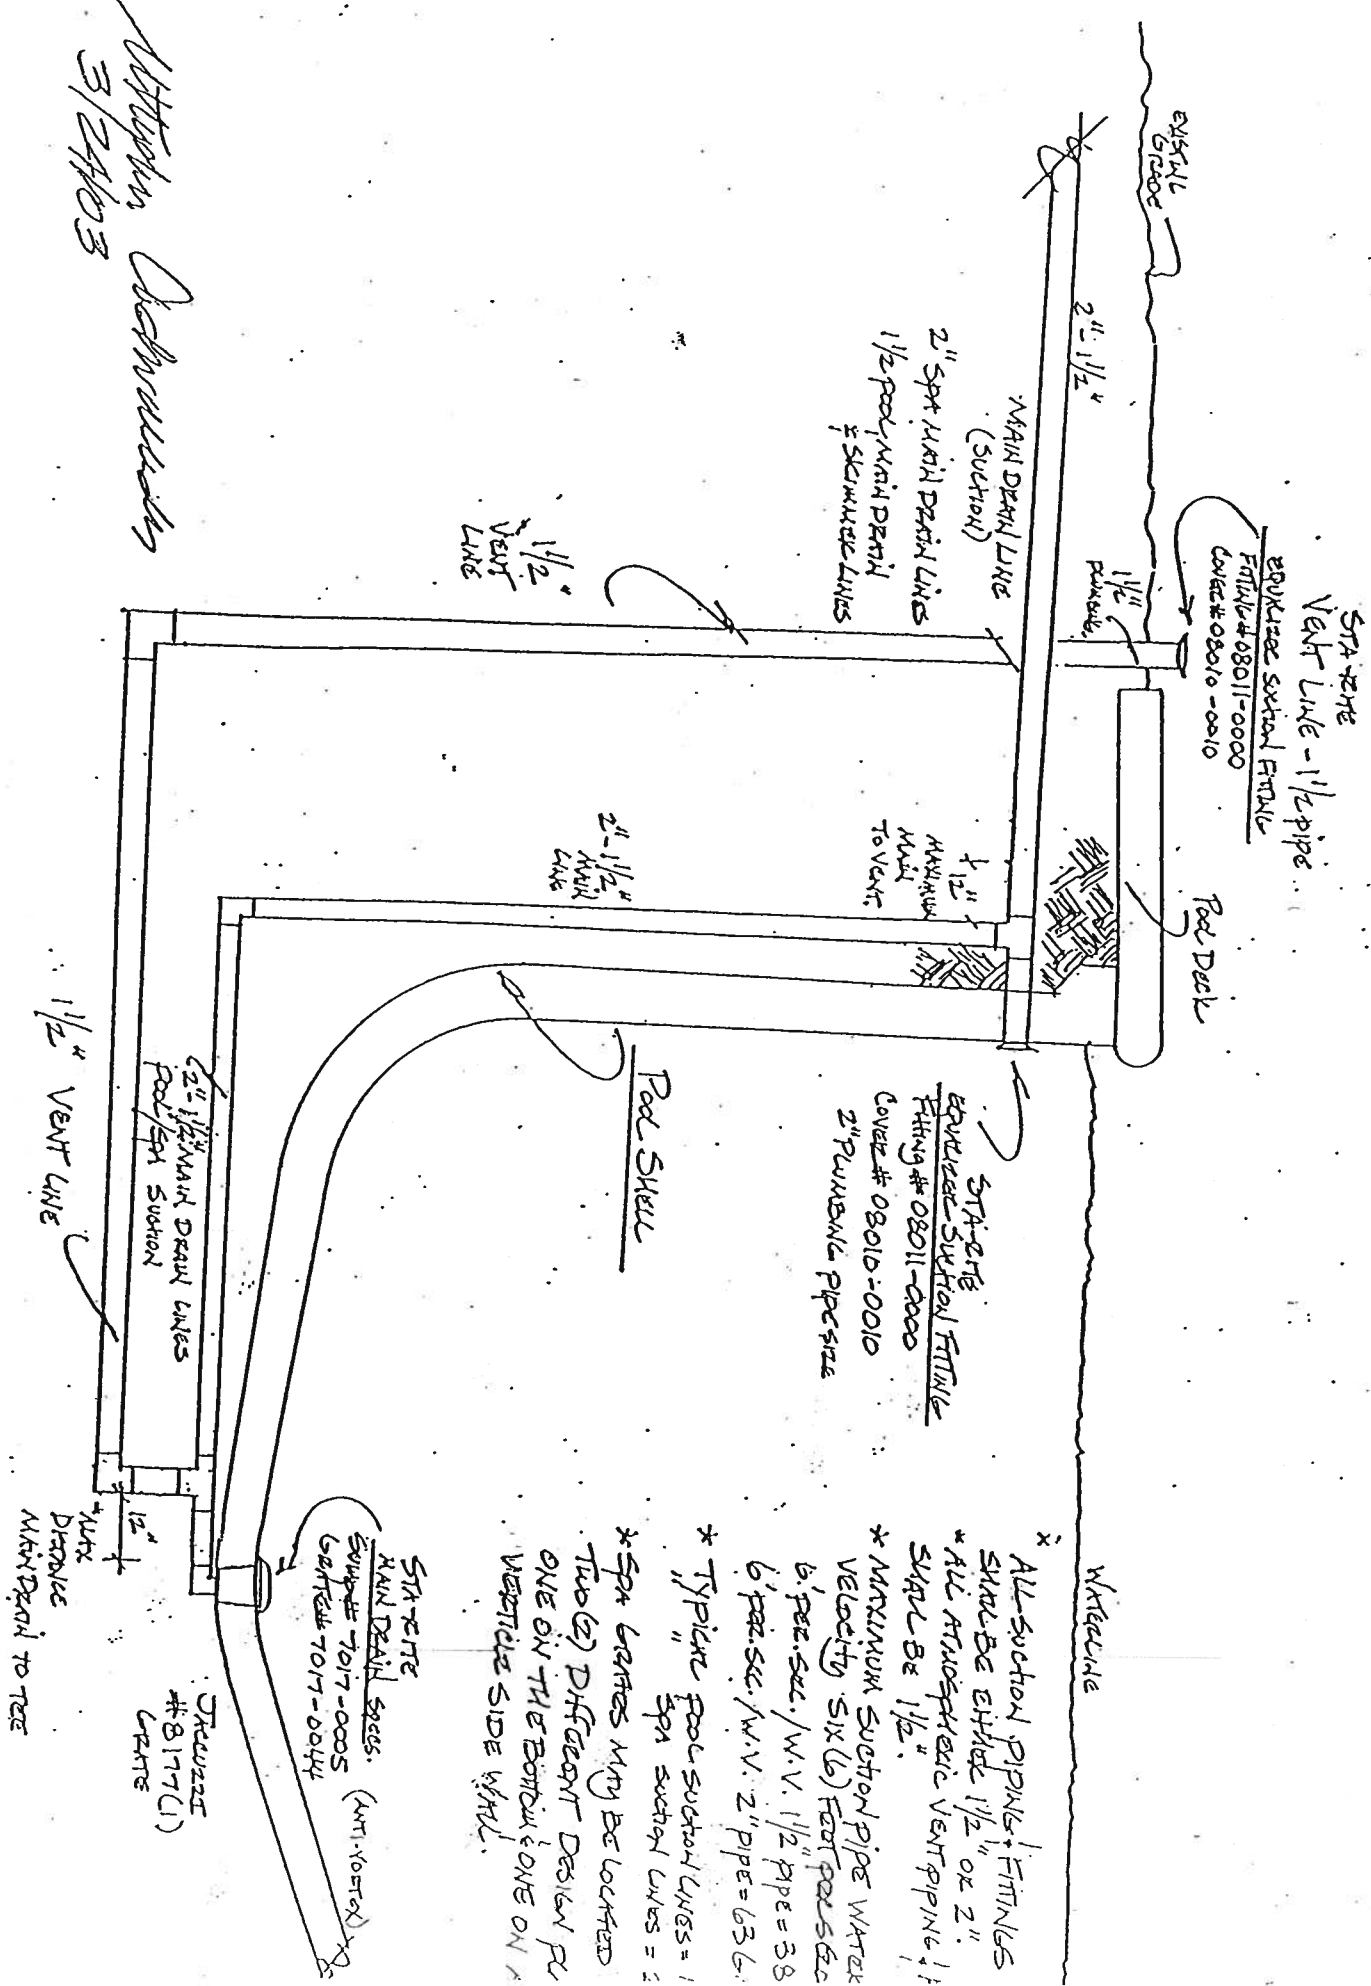 STA-RITE
VENT LINE - 1 1/2 PIPE
EQUALIZER SUCTION FITTING
FITTING # 08011-0000
COVER # 08010-0010
EXISTING
GRADE
1 1/2"
PLUMBING
POOL DECK
2"- 1 1/2"
MAIN DRAIN LINE
(SUCTION)
2" SPA MAIN DRAIN LINES
1 1/2 POOL MAIN DRAIN
& SKIMMER LINES
12"
MAXIMUM
MAIN
TO VENT
1 1/2"
VENT
LINE
2"-1 1/2"
MAIN
LINE
POOL SHELL
STA-RITE
EQUALIZER-SUCTION FITTING
FITTING # 08011-0000
COVER # 08010-0010
2" PLUMBING PIPE SIZE
WATERLINE
* ALL SUCTION PIPING & FITTINGS
SHALL BE EITHER 1 1/2" OR 2".
* ALL ATMOSPHERIC VENT PIPING & F
SHALL BE 1 1/2".
* MAXIMUM SUCTION PIPE WATER
VELOCITY SIX (6) FEET PER SEC
6' PER. SEC. / W.V. 1 1/2 PIPE = 38
6' PER. SEC. / W.V. 2" PIPE = 63 G
* TYPICAL POOL SUCTION LINES = 1
" " SPA SUCTION LINES = 2
* SPA GRATES MAY BE LOCATED
TWO (2) DIFFERENT DESIGN PL
ONE ON THE BOTTOM & ONE ON A
VERTICLE SIDE WALL.
STA-RITE
MAIN DRAIN SPECS. (ANTI-VORTEX)
SUMP# 7017-0005
GRATE# 7017-0044
JACUZZI
#8177(1)
GRATE
2"-1 1/2" MAIN DRAIN LINES
POOL/SPA SUCTION
1 1/2" VENT LINE
12"
*MAX
DISTANCE
MAIN DRAIN TO TEE
3/24/03